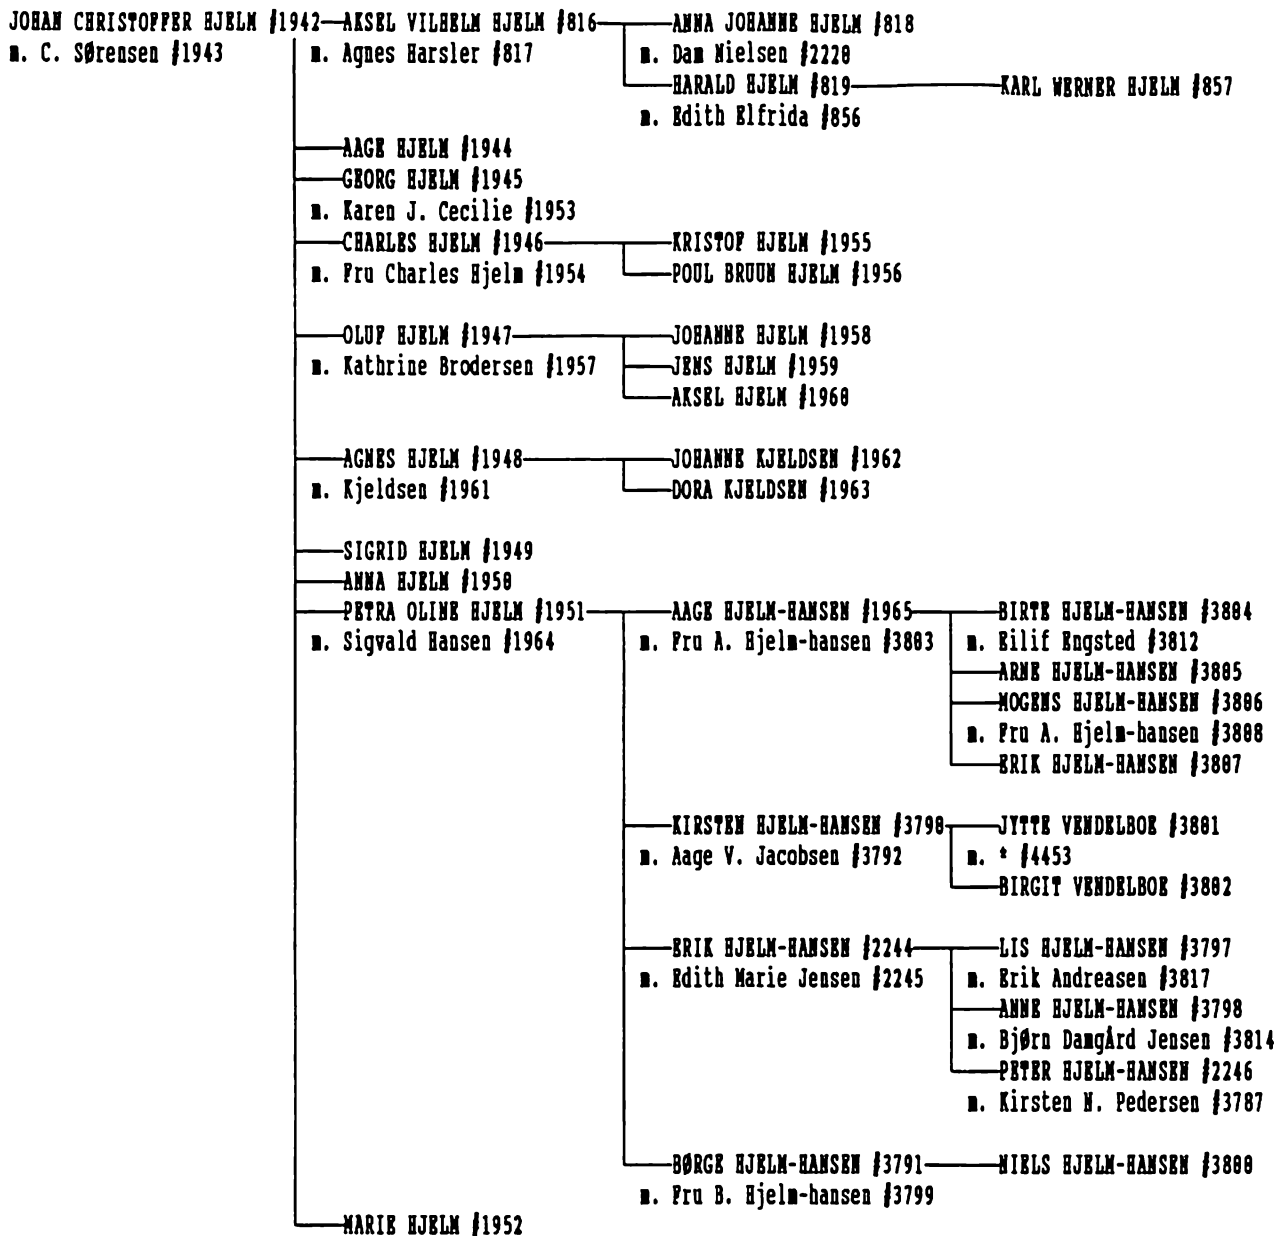 JOHAN CHRISTOFFER HJELM #1942 AKSEL VILHELM HJELM #816 ANNA JOHANNE HJELM #818
m. C. Sørensen #1943 m. Agnes Harsler #817 m. Dam Nielsen #2220
HARALD HJELM #819 KARL WERNER HJELM #857
m. Edith Elfrida #856
AAGE HJELM #1944
GEORG HJELM #1945
m. Karen J. Cecilie #1953
CHARLES HJELM #1946 KRISTOF HJELM #1955
m. Fru Charles Hjelm #1954 POUL BRUUN HJELM #1956
OLUF HJELM #1947 JOHANNE HJELM #1958
m. Kathrine Brodersen #1957 JENS HJELM #1959
AKSEL HJELM #1960
AGNES HJELM #1948 JOHANNE KJELDSEN #1962
m. Kjeldsen #1961 DORA KJELDSEN #1963
SIGRID HJELM #1949
ANNA HJELM #1950
PETRA OLINE HJELM #1951 AAGE HJELM-HANSEN #1965 BIRTE HJELM-HANSEN #3804
m. Sigvald Hansen #1964 m. Fru A. Hjelm-hansen #3803 m. Eilif Engsted #3812
ARNE HJELM-HANSEN #3805
MOGENS HJELM-HANSEN #3806
m. Fru A. Hjelm-hansen #3808
ERIK HJELM-HANSEN #3807
KIRSTEN HJELM-HANSEN #3790 JYTTE VENDELBOE #3801
m. Aage V. Jacobsen #3792 m. * #4453
BIRGIT VENDELBOE #3802
ERIK HJELM-HANSEN #2244 LIS HJELM-HANSEN #3797
m. Edith Marie Jensen #2245 m. Erik Andreasen #3817
ANNE HJELM-HANSEN #3798
m. Bjørn Damgård Jensen #3814
PETER HJELM-HANSEN #2246
m. Kirsten N. Pedersen #3787
BØRGE HJELM-HANSEN #3791 NIELS HJELM-HANSEN #3800
m. Fru B. Hjelm-hansen #3799
MARIE HJELM #1952